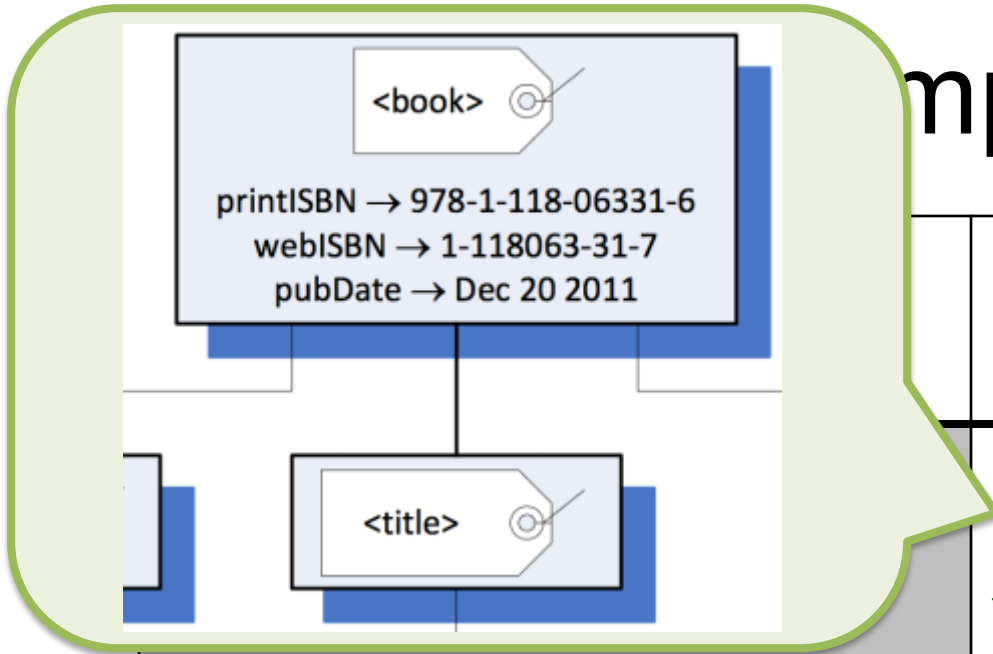 <book>
printISBN → 978-1-118-06331-6
webISBN → 1-118063-31-7
pubDate → Dec 20 2011
<title>